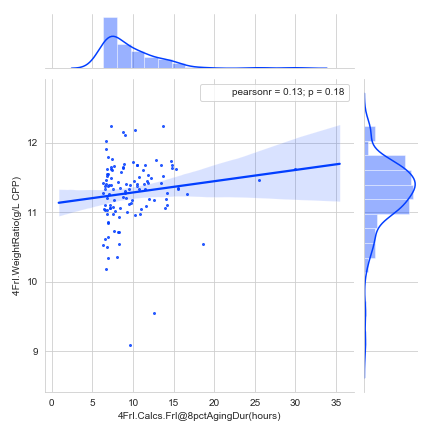 pearsonr = 0.13; p = 0.18
12
11
10
9
4Frl.WeightRatio(g/L CPP)
0 5 10 15 20 25 30 35
4Frl.Calcs.Frl@8pctAgingDur(hours)